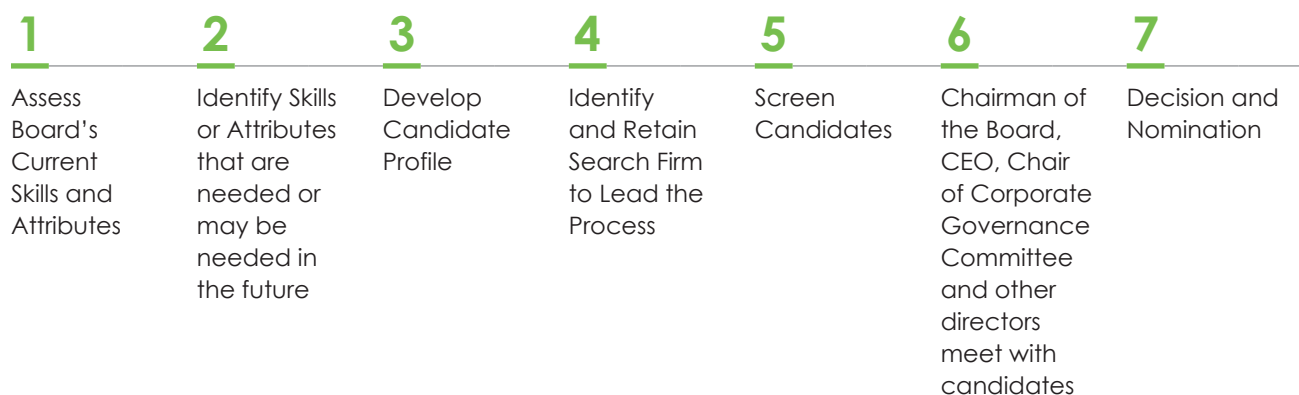 1
Assess
Board’s
Current
Skills and
Attributes
2
Identify Skills
or Attributes
that are
needed or
may be
needed in
the future
3
Develop
Candidate
Profile
4
Identify
and Retain
Search Firm
to Lead the
Process
5
Screen
Candidates
6
Chairman of
the Board,
CEO, Chair
of Corporate
Governance
Committee
and other
directors
meet with
candidates
7
Decision and
Nomination